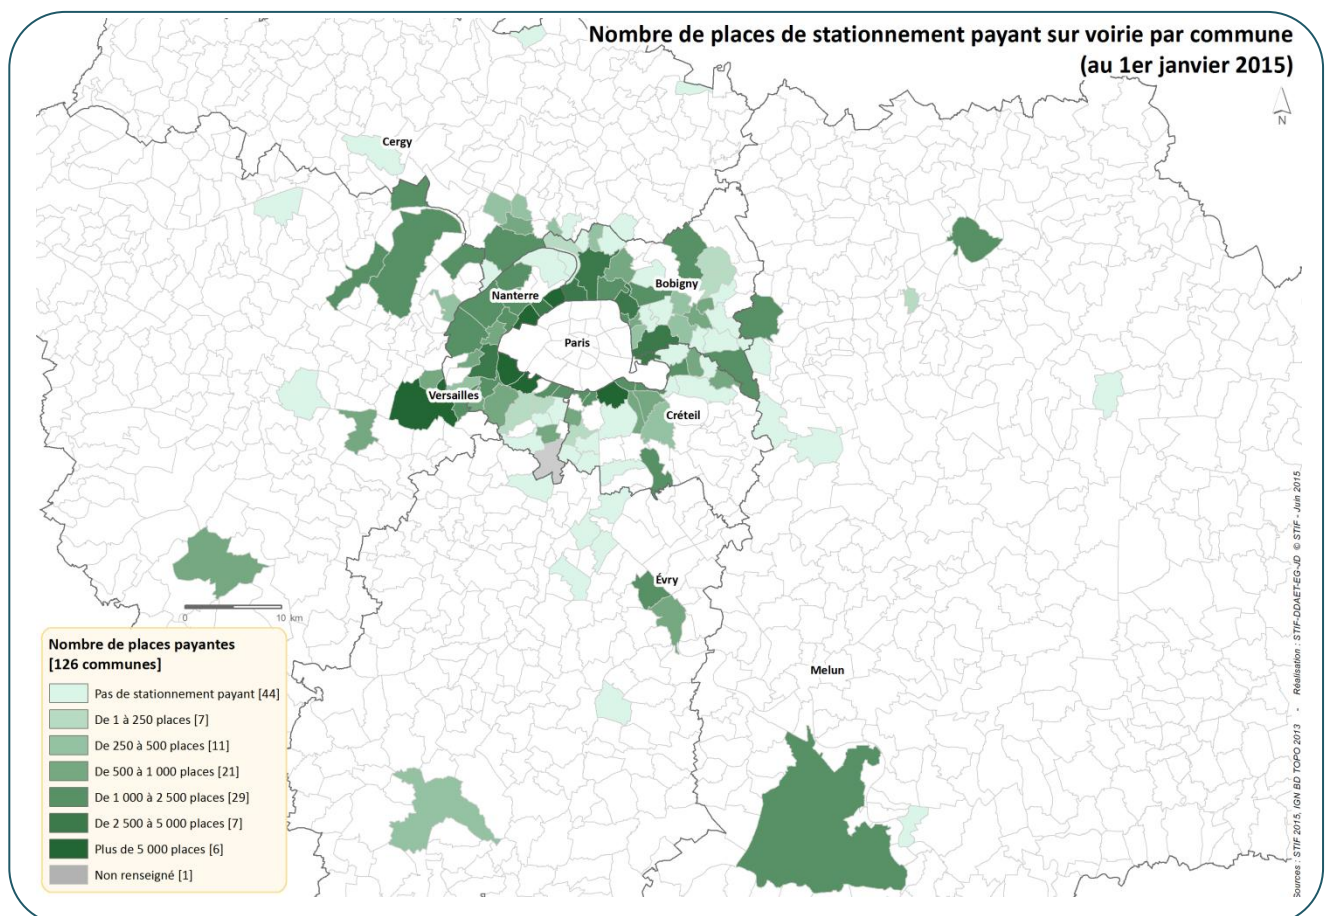 Nombre de places de stationnement payant sur voirie par commune
(au 1er janvier 2015)
N
Cergy
Nanterre
Bobigny
Paris
Versailles
Créteil
Évry
Melun
0 10 km
Nombre de places payantes
[126 communes]
Pas de stationnement payant [44]
De 1 à 250 places [7]
De 250 à 500 places [11]
De 500 à 1 000 places [21]
De 1 000 à 2 500 places [29]
De 2 500 à 5 000 places [7]
Plus de 5 000 places [6]
Non renseigné [1]
Sources : STIF 2015, IGN BD TOPO 2013 - Réalisation : STIF-DDAET-EG-JD © STIF - Juin 2015